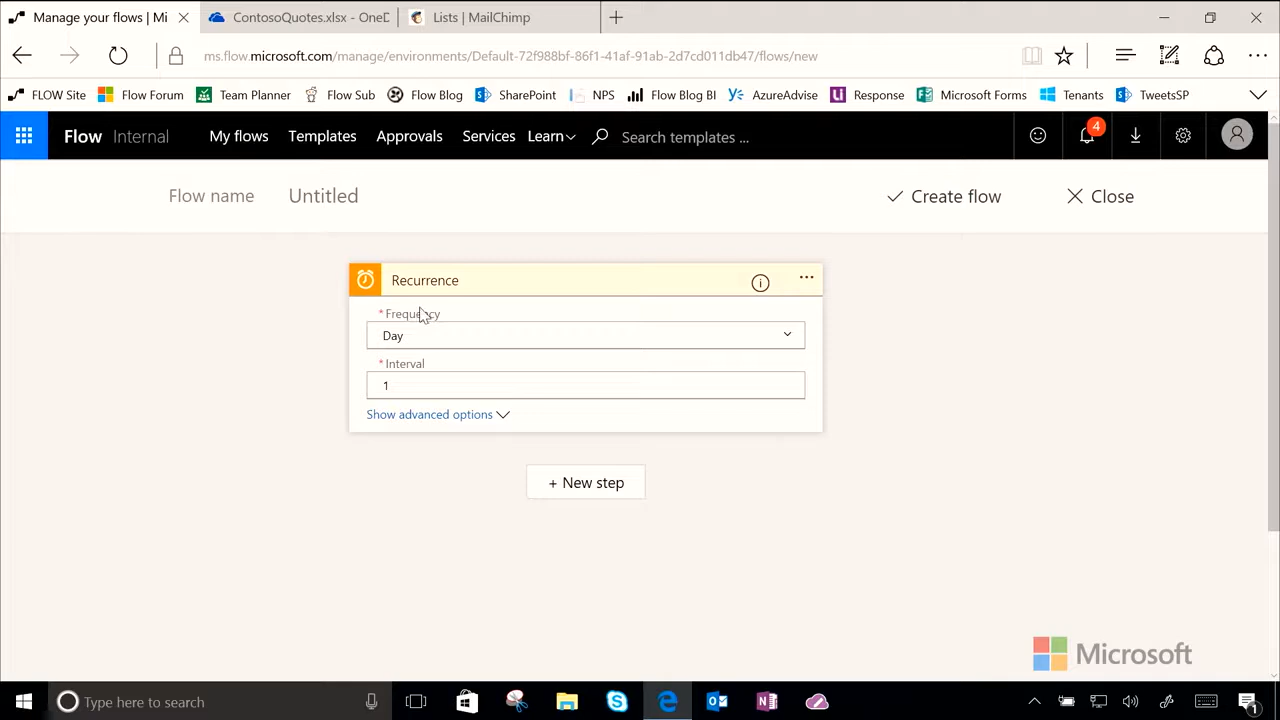 Manage your flows | Mi
ContosoQuotes.xlsx - OneD
Lists | MailChimp
ms.flow.microsoft.com/manage/environments/Default-72f988bf-86f1-41af-91ab-2d7cd011db47/flows/new
FLOW Site
Flow Forum
Team Planner
Flow Sub
Flow Blog
SharePoint
NPS
Flow Blog BI
AzureAdvise
Response
Microsoft Forms
Tenants
TweetsSP
Flow Internal
My flows
Templates
Approvals
Services
Learn
Search templates ...
4
Flow name
Untitled
Create flow
Close
Recurrence
* Frequency
Day
* Interval
1
Show advanced options
+ New step
Microsoft
Type here to search
1